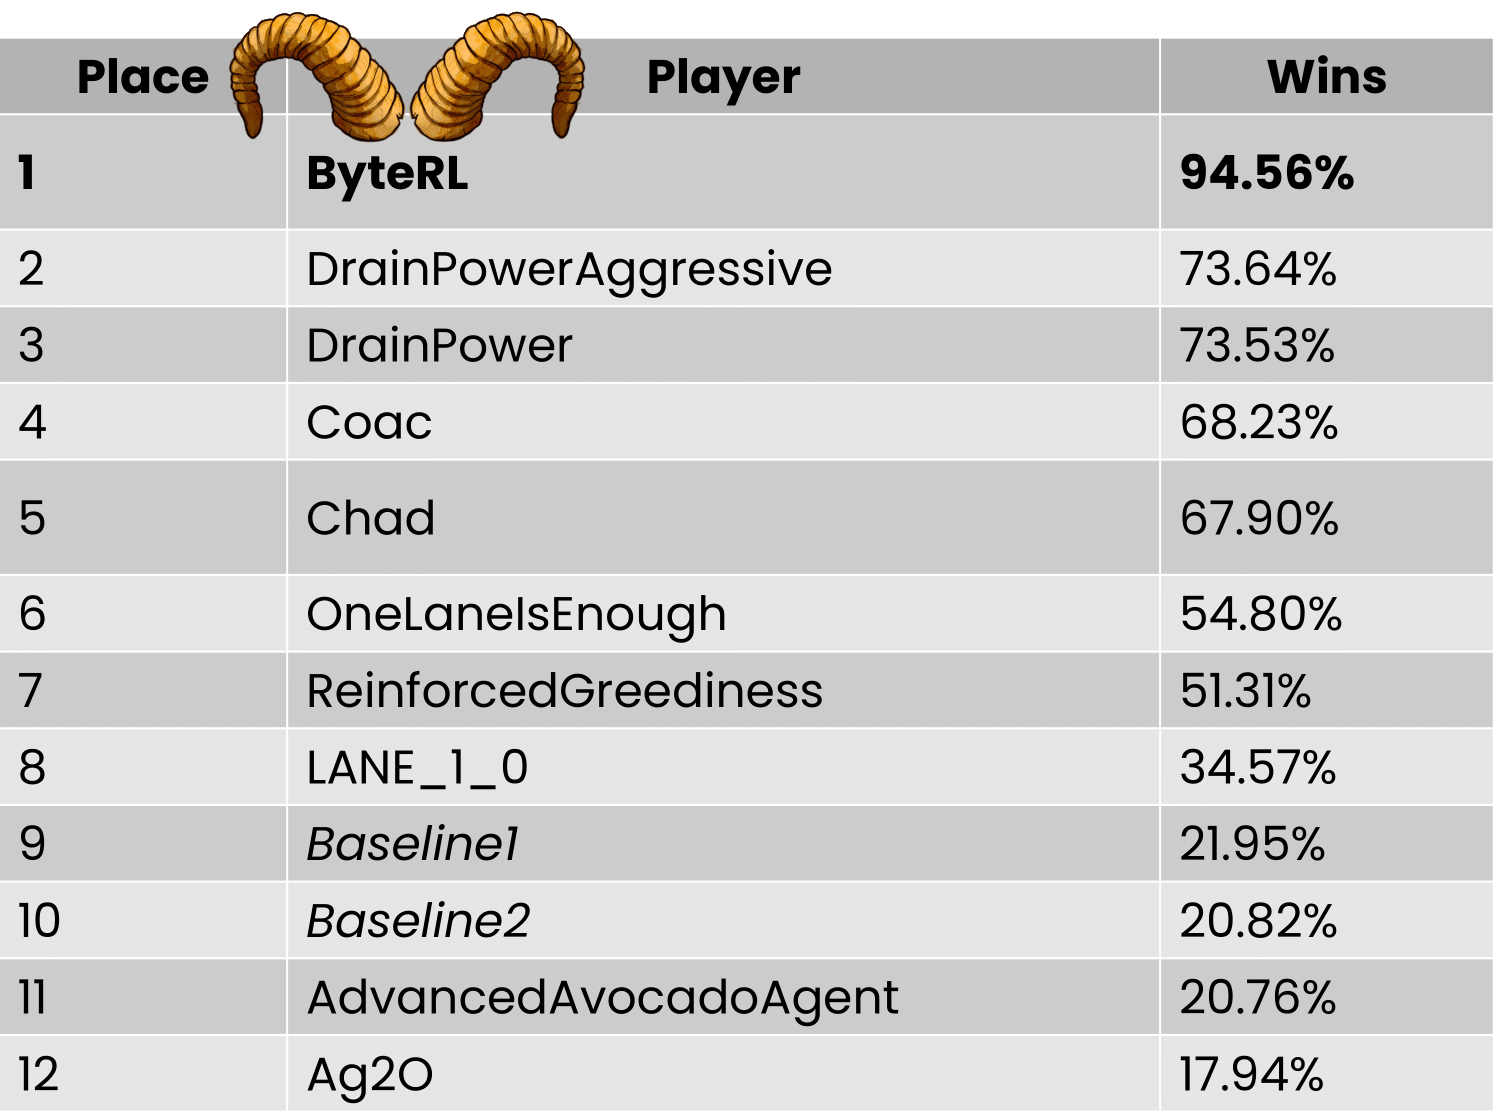 Place Player Wins
1 ByteRL 94.56%
2 DrainPowerAggressive 73.64%
3 DrainPower 73.53%
4 Coac 68.23%
5 Chad 67.90%
6 OneLaneIsEnough 54.80%
7 ReinforcedGreediness 51.31%
8 LANE_1_0 34.57%
9 Baseline1 21.95%
10 Baseline2 20.82%
11 AdvancedAvocadoAgent 20.76%
12 Ag2O 17.94%